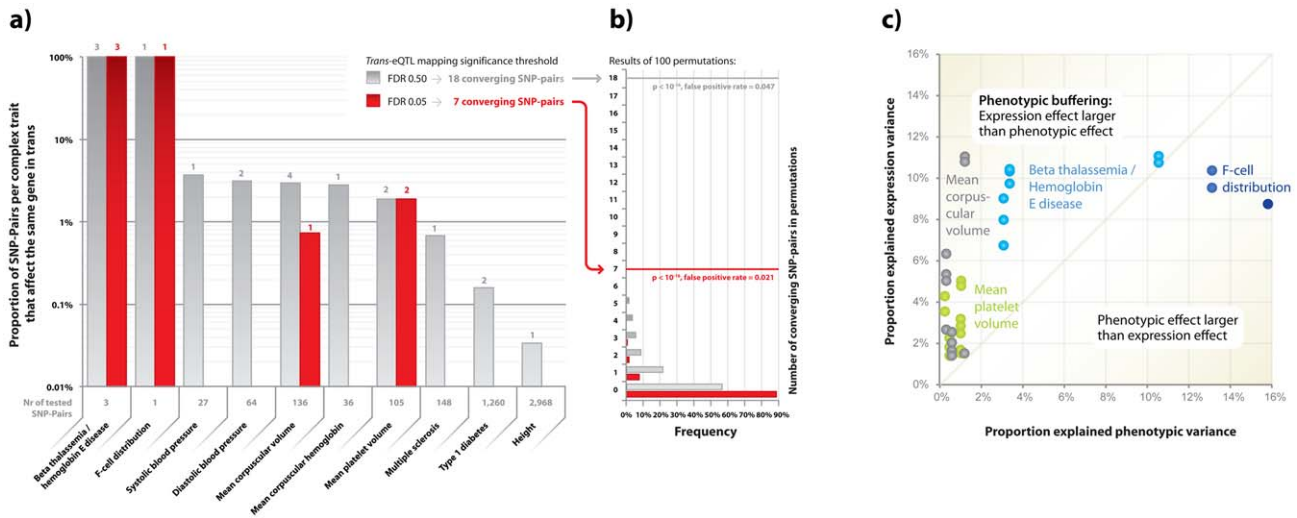 a)
Proportion of SNP-Pairs per complex trait
that affect the same gene in trans
100%
10%
1%
0.1%
0.01%
3 3 1 1
1 2 4 1 1 2 2 1 2 1
Trans-eQTL mapping significance threshold
FDR 0.50 → 18 converging SNP-pairs
FDR 0.05 → 7 converging SNP-pairs
Nr of tested
SNP-Pairs
3 1 27 64 136 36 105 148 1,260 2,968
Beta thalassemia /
hemoglobin E disease
F-cell distribution
Systolic blood pressure
Diastolic blood pressure
Mean corpuscular volume
Mean corpuscular hemoglobin
Mean platelet volume
Multiple sclerosis
Type 1 diabetes
Height
b)
Results of 100 permutations:
18
17
16
15
14
13
12
11
10
9
8
7
6
5
4
3
2
1
0
false positive rate = 0.047
false positive rate = 0.021
0% 10% 20% 30% 40% 50% 60% 70% 80% 90%
Frequency
Number of converging SNP-pairs in permutations
c)
Proportion explained expression variance
16%
14%
12%
10%
8%
6%
4%
2%
0%
Phenotypic buffering:
Expression effect larger
than phenotypic effect
Mean
corpus-
cular
volume
Beta thalassemia /
Hemoglobin
E disease
F-cell
distribution
Mean
platelet
volume
Phenotypic effect larger
than expression effect
0% 2% 4% 6% 8% 10% 12% 14% 16%
Proportion explained phenotypic variance